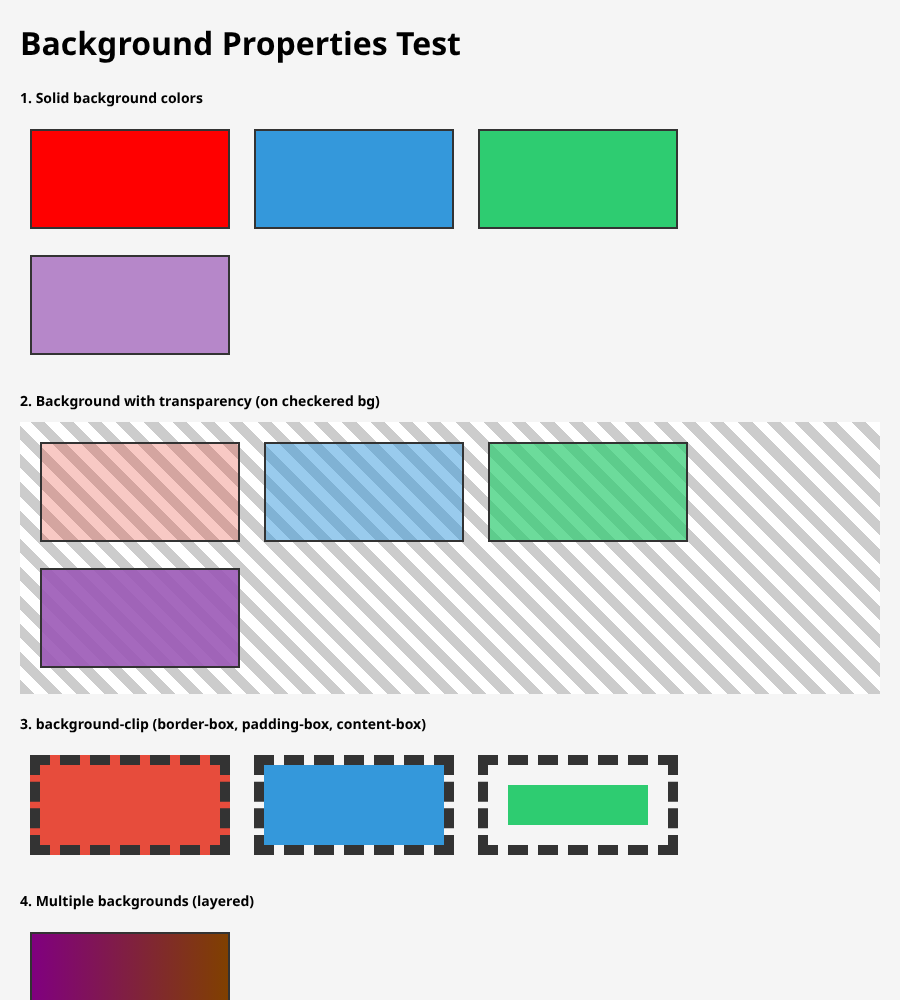 Background Properties Test
1. Solid background colors
2. Background with transparency (on checkered bg)
3. background-clip (border-box, padding-box, content-box)
4. Multiple backgrounds (layered)